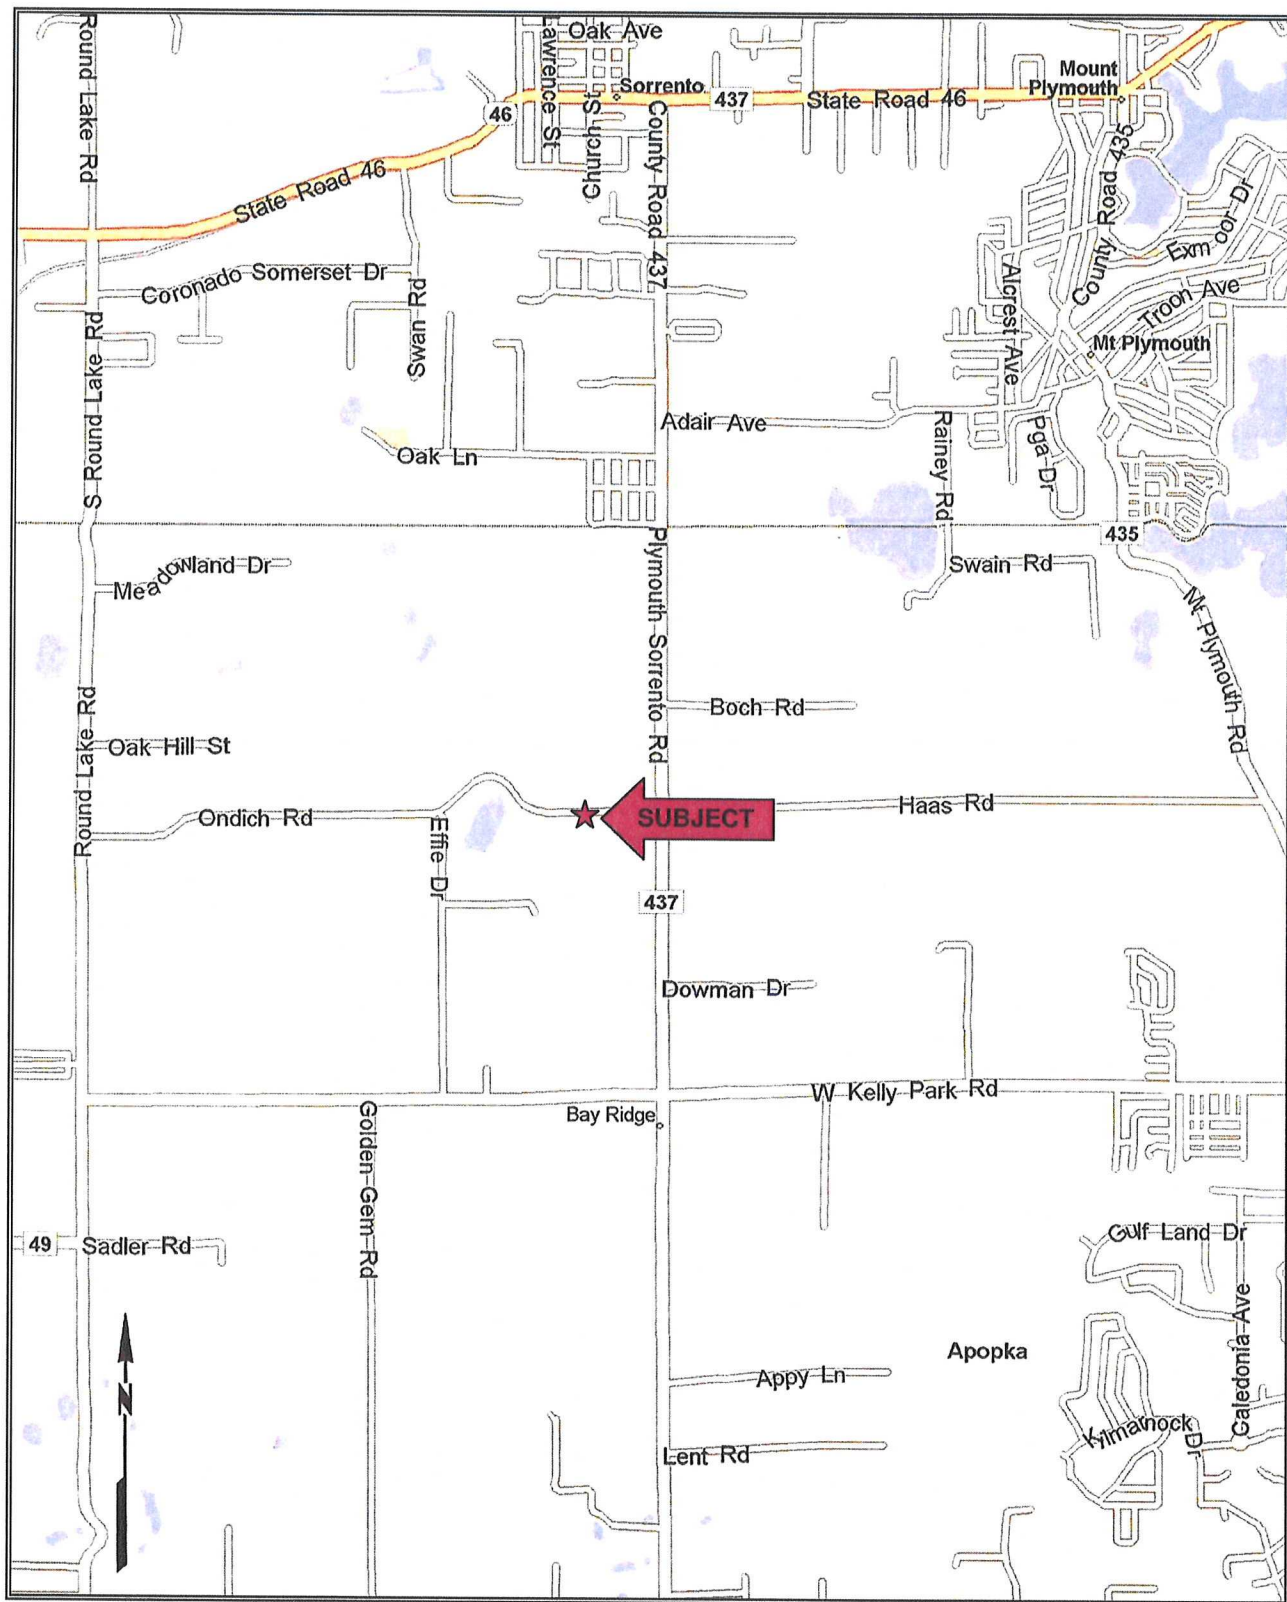 Round Lake Rd
Lawrence St
Oak Ave
Church St
Sorrento
County Road 437
437
State Road 46
Mount
Plymouth
46
State Road 46
County Road 435
Exmoor Dr
Coronado Somerset Dr
Swan Rd
Alcrest Ave
Troon Ave
Mt Plymouth
S Round Lake Rd
Adair Ave
Rainey Rd
Pga Dr
Oak Ln
435
Plymouth Sorrento Rd
Meadowland Dr
Swain Rd
Mt Plymouth Rd
Round Lake Rd
Boch Rd
Oak Hill St
Ondich Rd
Effie Dr
SUBJECT
Haas Rd
437
Dowman Dr
W Kelly Park Rd
Golden Gem Rd
Bay Ridge
49
Sadler Rd
Gulf Land Dr
Caledonia Ave
N
Apopka
Appy Ln
Kilmarnock Dr
Lent Rd